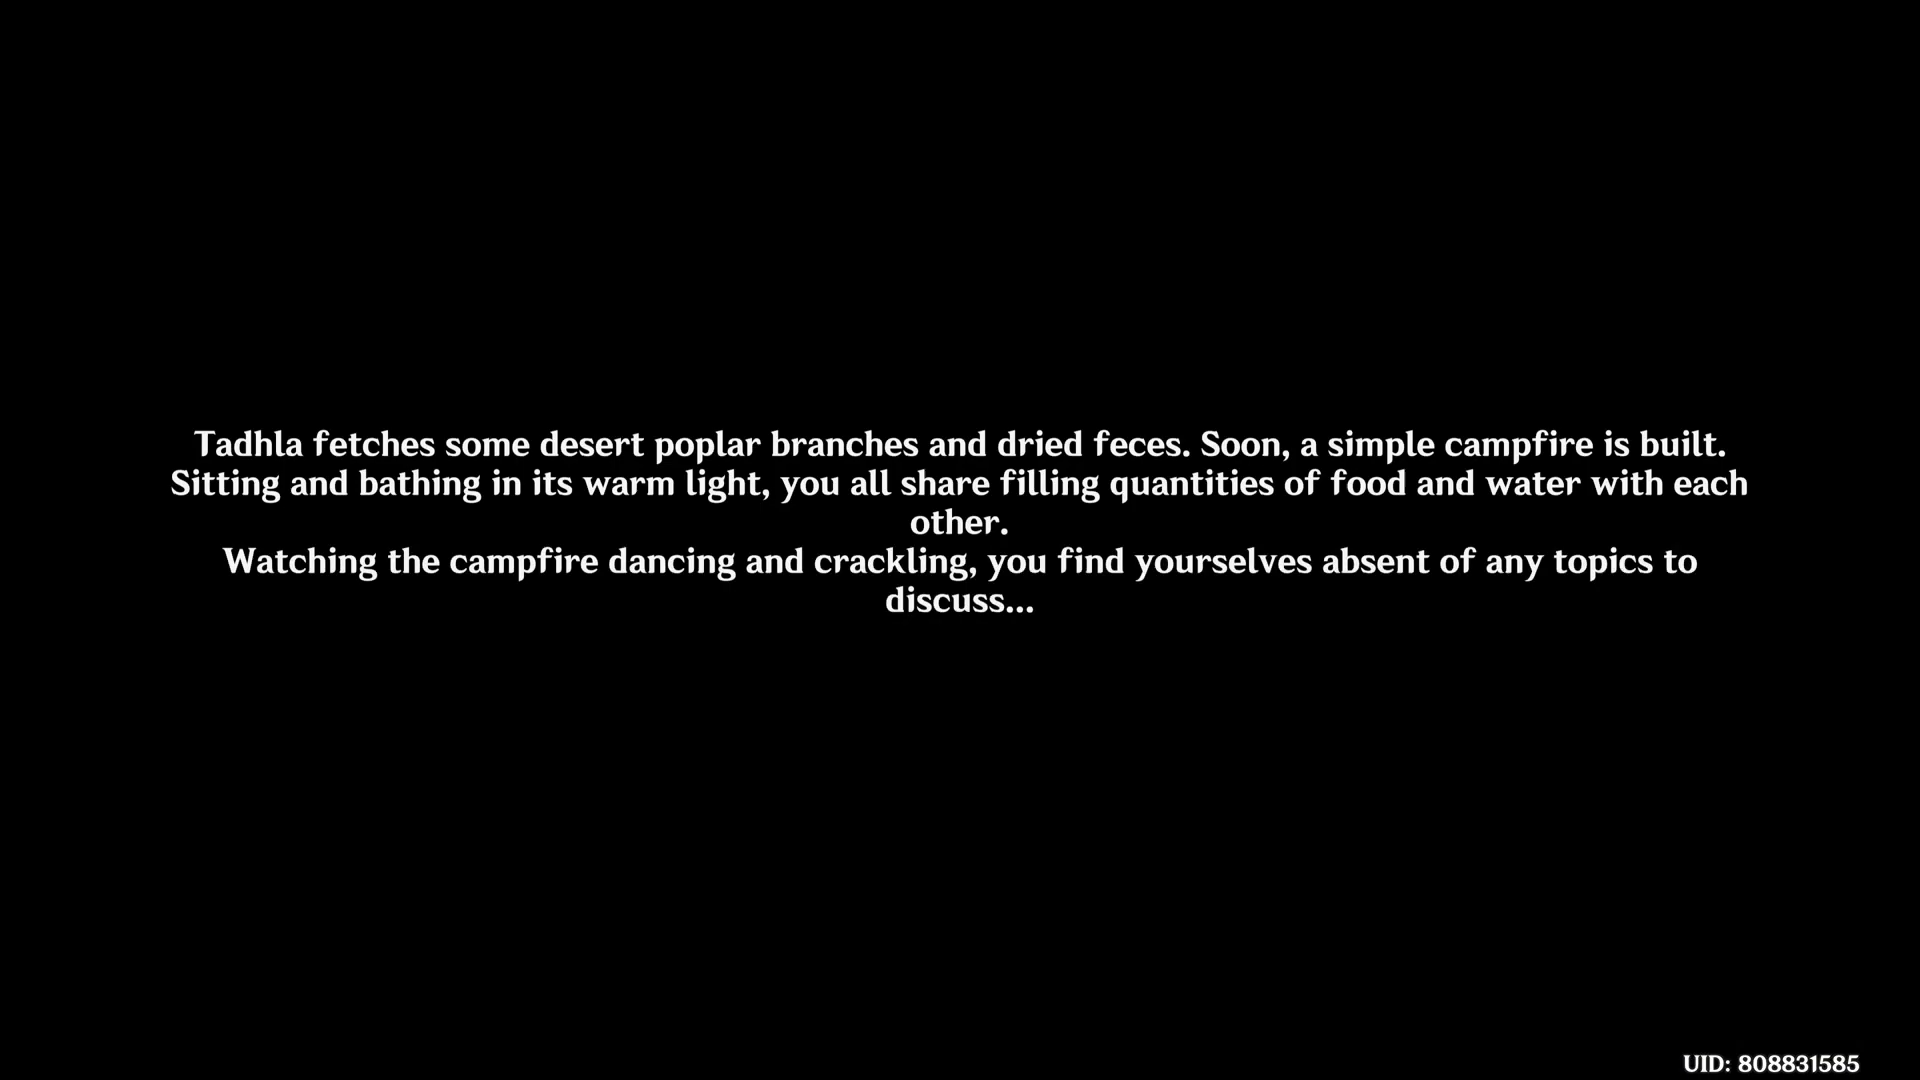 Tadhla fetches some desert poplar branches and dried feces. Soon, a simple campfire is built.
Sitting and bathing in its warm light, you all share filling quantities of food and water with each
other.
Watching the campfire dancing and crackling, you find yourselves absent of any topics to
discuss...
UID: 808831585